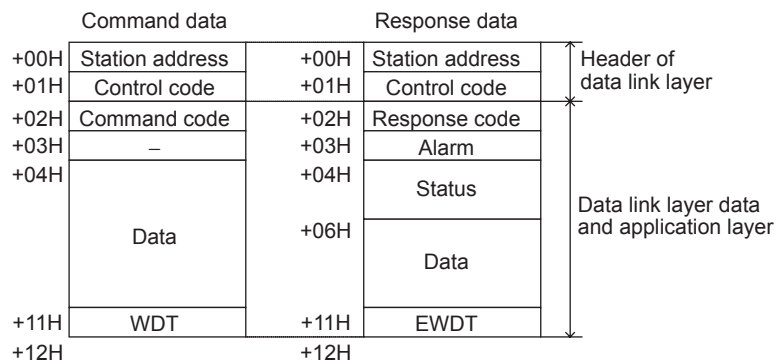 Command data Response data
+00H Station address +00H Station address Header of
+01H Control code +01H Control code data link layer
+02H Command code +02H Response code
+03H – +03H Alarm
+04H +04H Status
Data link layer data
+06H and application layer
Data Data
+11H WDT +11H EWDT
+12H +12H